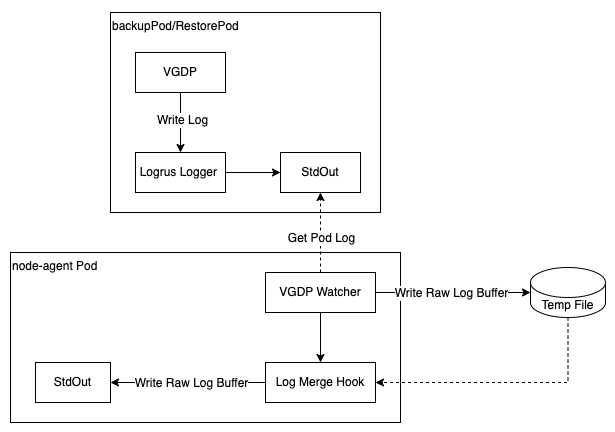 backupPod/RestorePod
VGDP
Write Log
Logrus Logger
StdOut
Get Pod Log
node-agent Pod
VGDP Watcher
Write Raw Log Buffer
Temp File
StdOut
Write Raw Log Buffer
Log Merge Hook